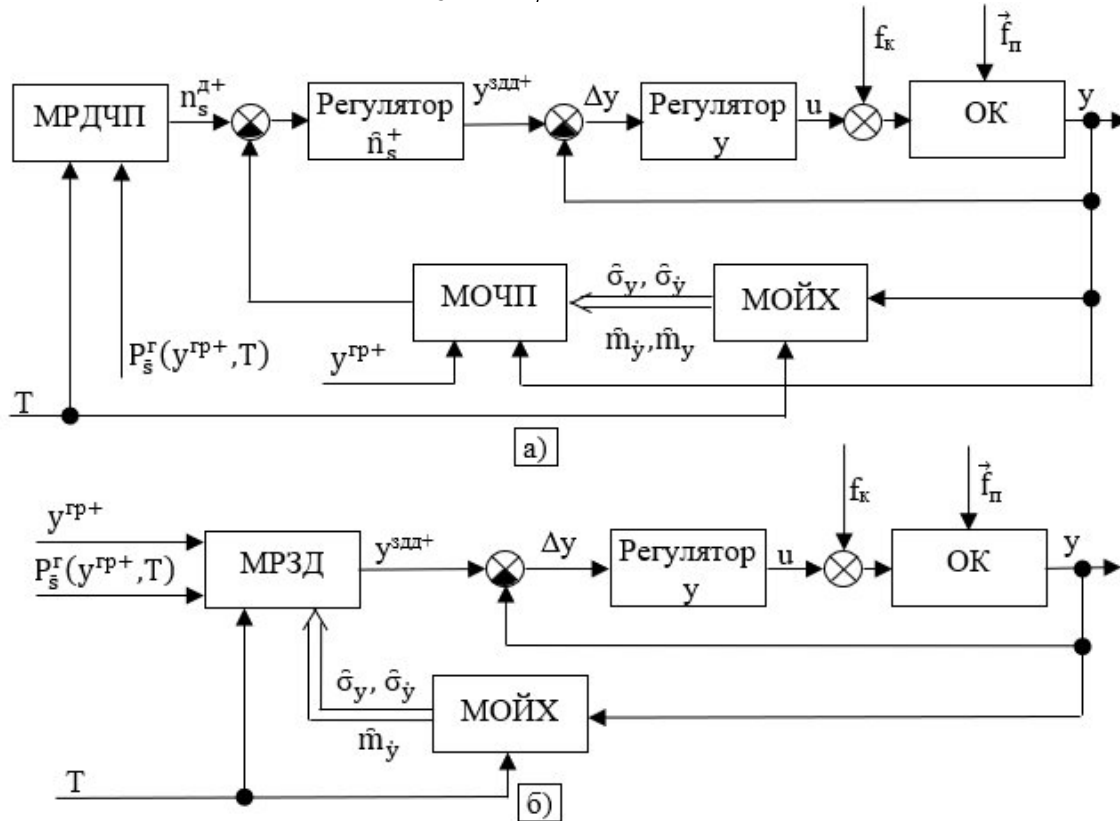 f_к
f⃗_п
n_s^д+
y^здд+
Δy
u
y
МРДЧП
Регулятор
n̂_s^+
Регулятор
y
ОК
σ̂_y, σ̂_ẏ
МОЧП
МОЙХ
m̂_ẏ, m̂_y
P_s̄^г(y^гр+, T)
y^гр+
T
а)
f_к
f⃗_п
y^гр+
P_s̄^г(y^гр+, T)
МРЗД
y^здд+
Δy
Регулятор
y
u
ОК
y
σ̂_y, σ̂_ẏ
МОЙХ
m̂_ẏ
T
б)